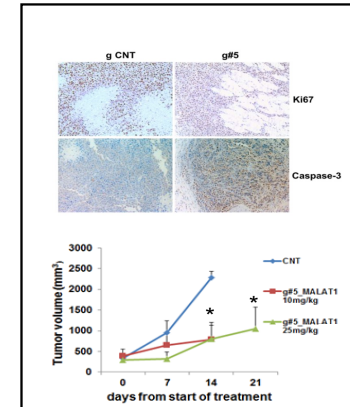 g CNT g#5
Ki67
Caspase-3
3000
2500
2000
1500
1000
500
0
Tumor volume(mm³)
* *
CNT
g#5_MALAT1
10mg/kg
g#5_MALAT1
25mg/kg
0 7 14 21
days from start of treatment